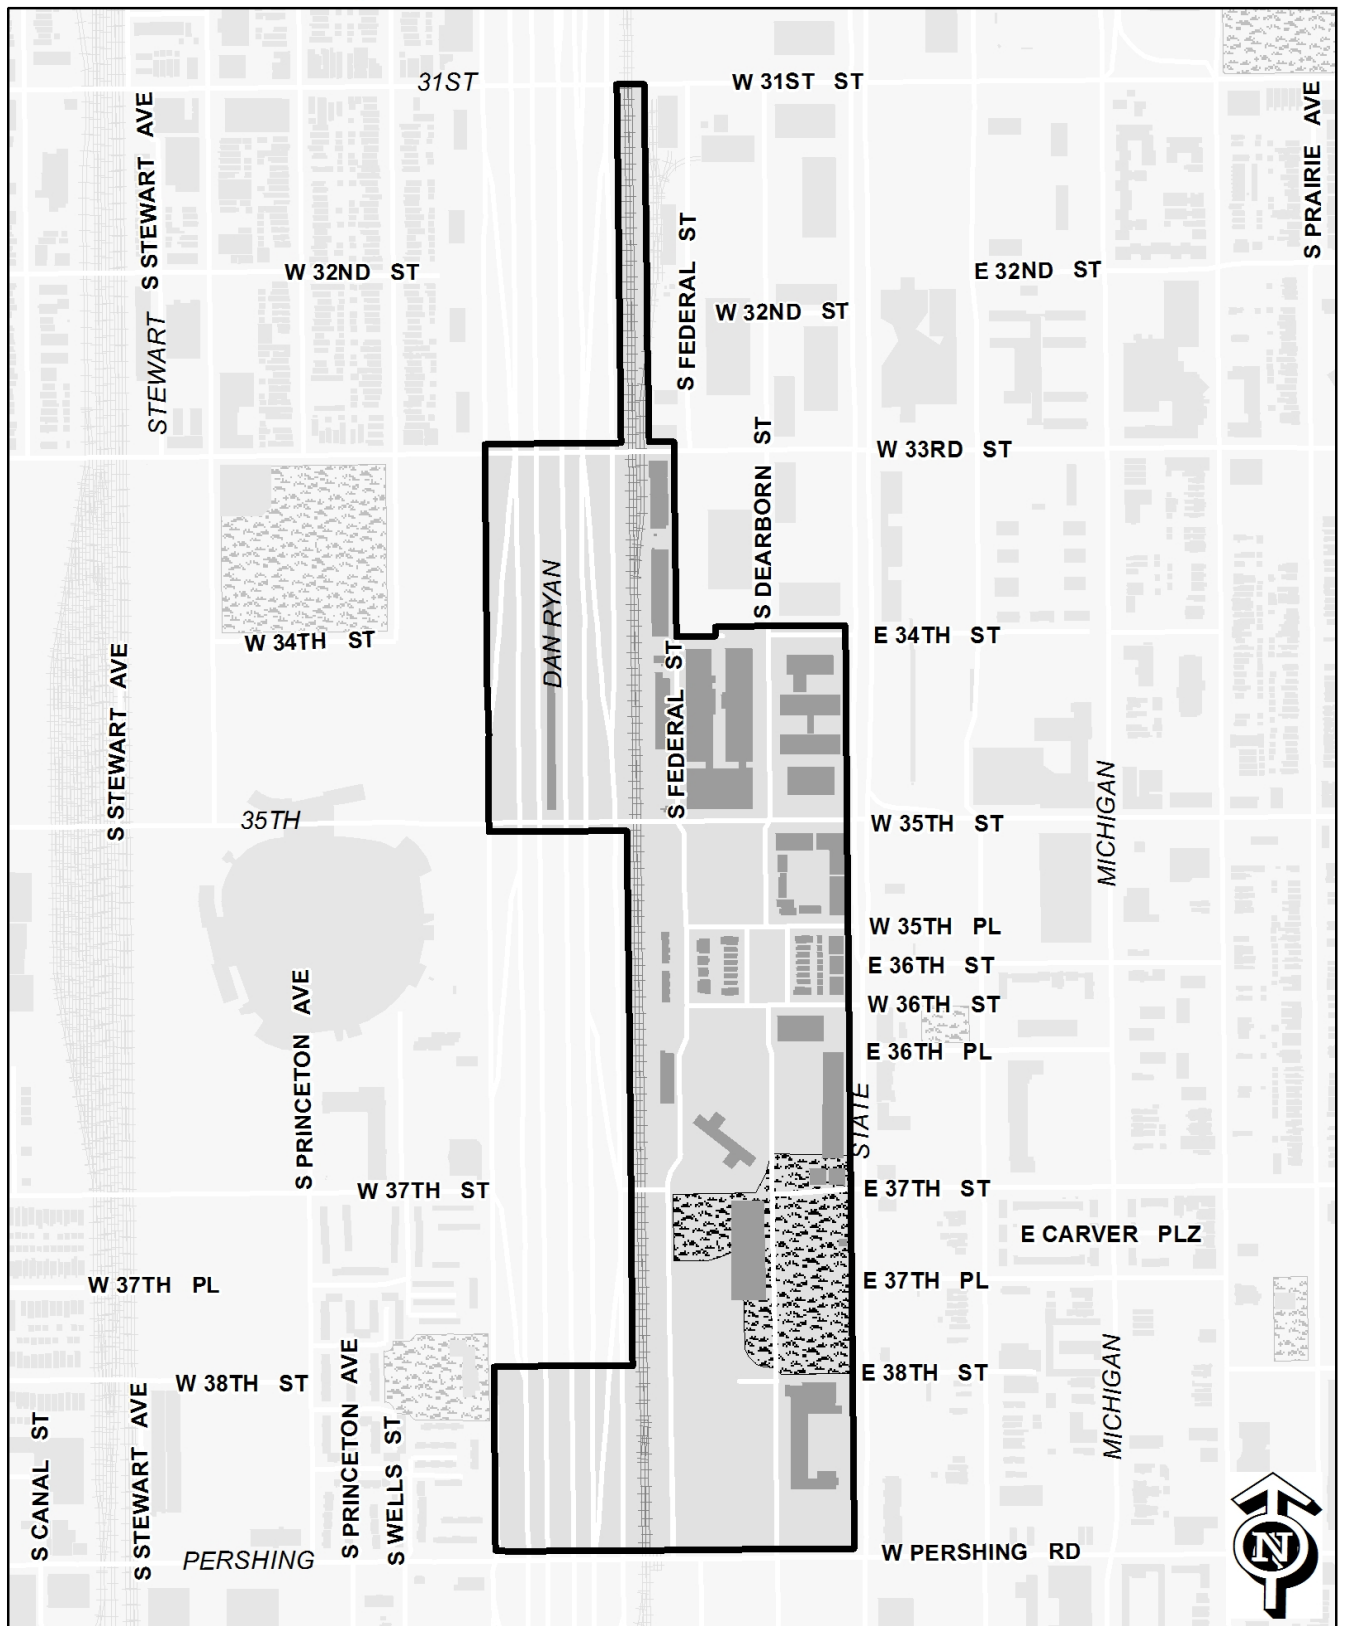 31ST
W 31ST ST
S STEWART AVE
S PRAIRIE AVE
S FEDERAL ST
W 32ND ST
E 32ND ST
W 32ND ST
STEWART
S DEARBORN ST
W 33RD ST
DAN RYAN
W 34TH ST
E 34TH ST
S STEWART AVE
S FEDERAL ST
MICHIGAN
35TH
W 35TH ST
W 35TH PL
E 36TH ST
S PRINCETON AVE
W 36TH ST
E 36TH PL
STATE
W 37TH ST
E 37TH ST
E CARVER PLZ
W 37TH PL
E 37TH PL
S PRINCETON AVE
MICHIGAN
W 38TH ST
E 38TH ST
S CANAL ST
S STEWART AVE
S WELLS ST
PERSHING
W PERSHING RD
N